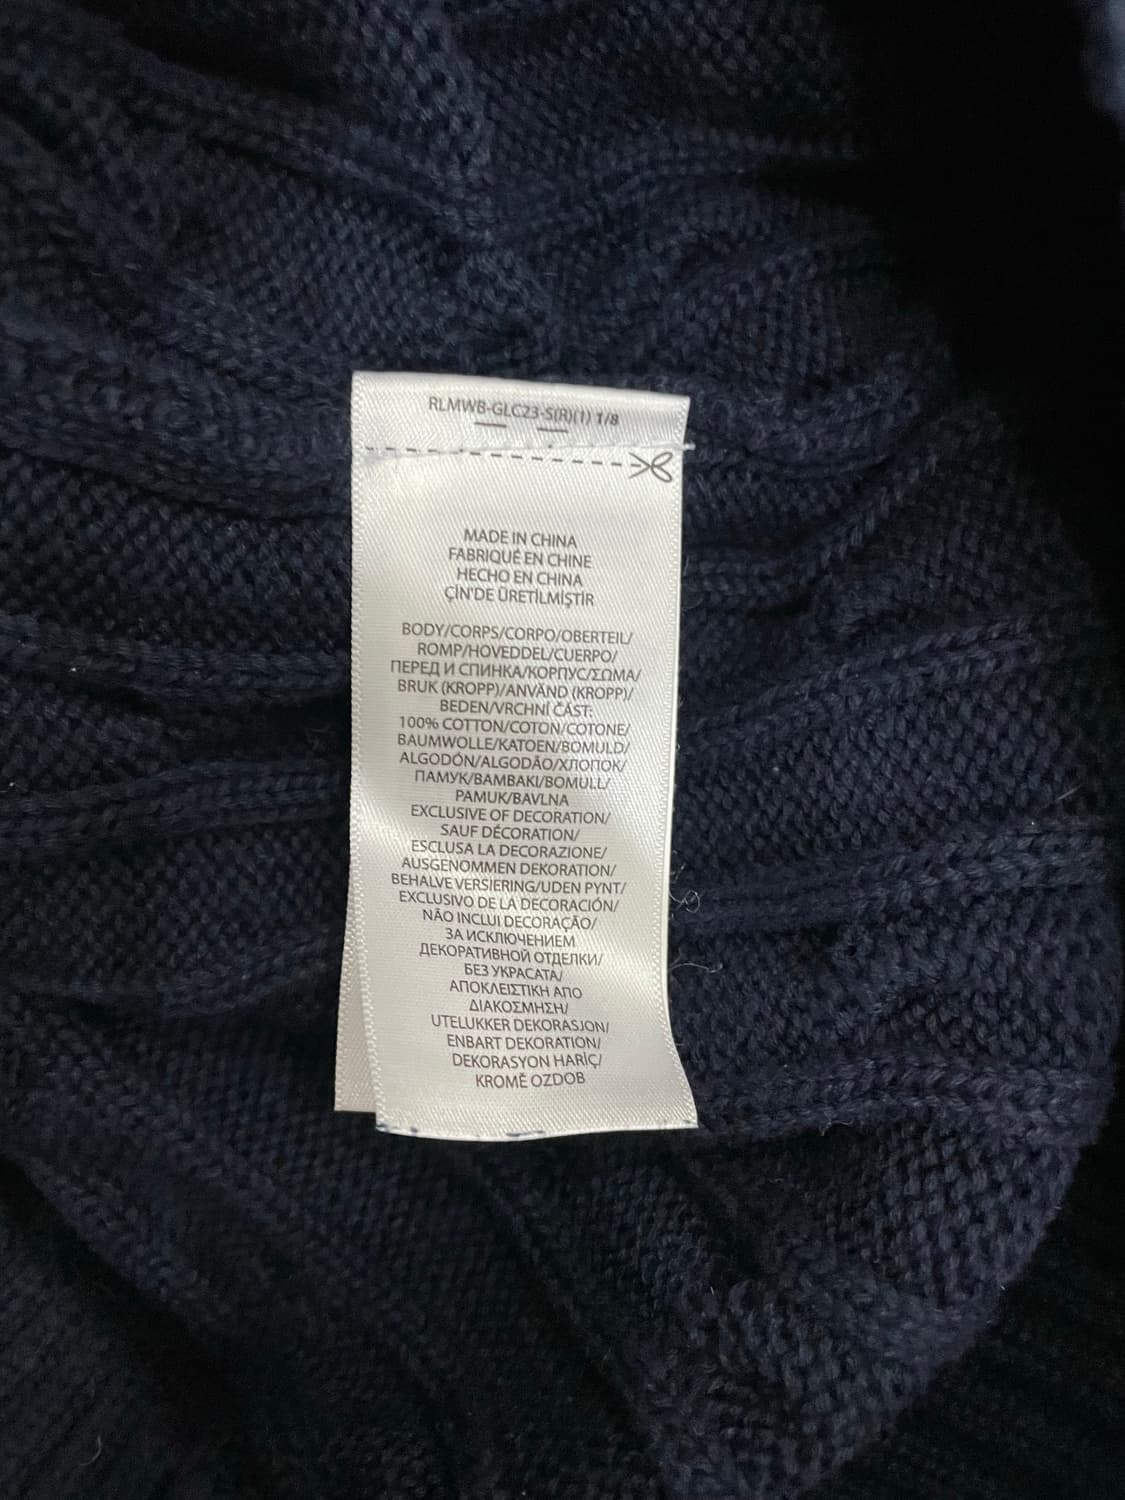 RLMWB-GLC23-S(R)(1) 1/8
MADE IN CHINA
FABRIQUÉ EN CHINE
HECHO EN CHINA
ÇİN'DE ÜRETİLMİŞTİR
BODY/CORPS/CORPO/OBERTEIL/
ROMP/HOVEDDEL/CUERPO/
ПЕРЕД И СПИНКА/КОРПУС/ΣΩΜΑ/
BRUK (KROPP)/ANVÄND (KROPP)/
BEDEN/VRCHNÍ ČÁST:
100% COTTON/COTON/COTONE/
BAUMWOLLE/KATOEN/BOMULD/
ALGODÓN/ALGODÃO/ХЛОПОК/
ПАМУК/ΒΑΜΒΑΚΙ/BOMULL/
PAMUK/BAVLNA
EXCLUSIVE OF DECORATION/
SAUF DÉCORATION/
ESCLUSA LA DECORAZIONE/
AUSGENOMMEN DEKORATION/
BEHALVE VERSIERING/UDEN PYNT/
EXCLUSIVO DE LA DECORACIÓN/
NÃO INCLUI DECORAÇÃO/
ЗА ИСКЛЮЧЕНИЕМ
ДЕКОРАТИВНОЙ ОТДЕЛКИ/
БЕЗ УКРАСАТА/
ΑΠΟΚΛΕΙΣΤΙΚΗ ΑΠΟ
ΔΙΑΚΟΣΜΗΣΗ/
UTELUKKER DEKORASJON/
ENBART DEKORATION/
DEKORASYON HARİÇ/
KROMĚ OZDOB